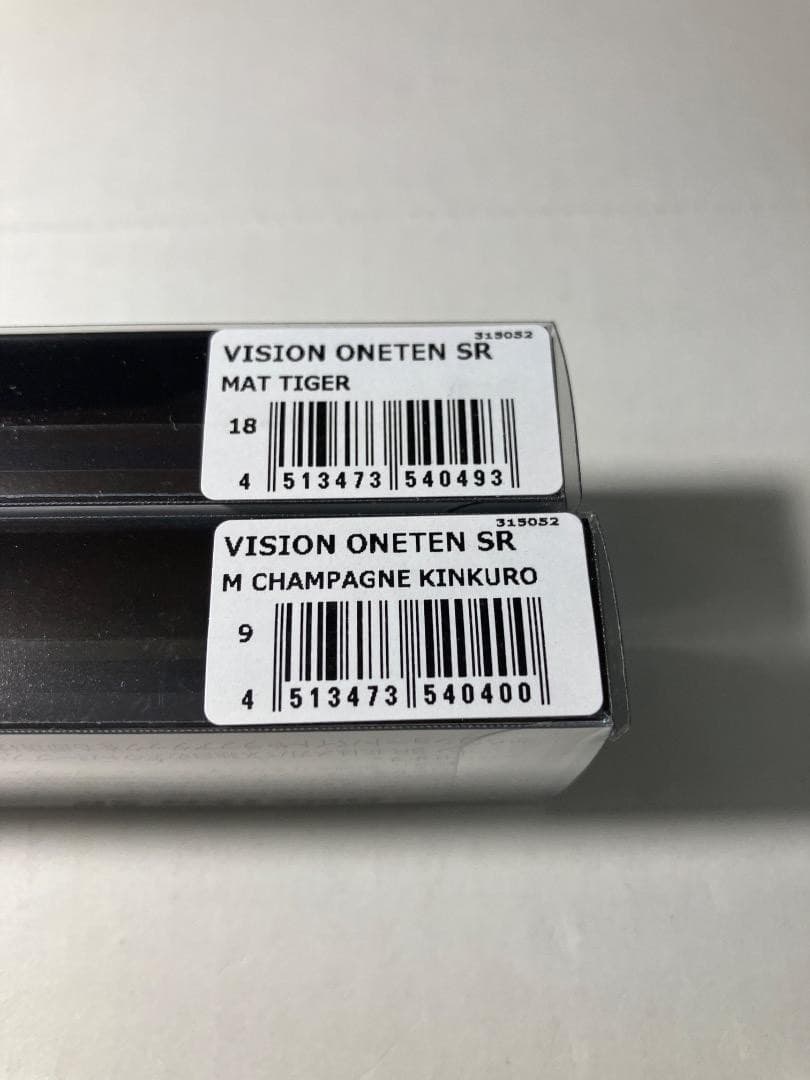 315052
VISION ONETEN SR
MAT TIGER
18
4 513473 540493
315052
VISION ONETEN SR
M CHAMPAGNE KINKURO
9
4 513473 540400